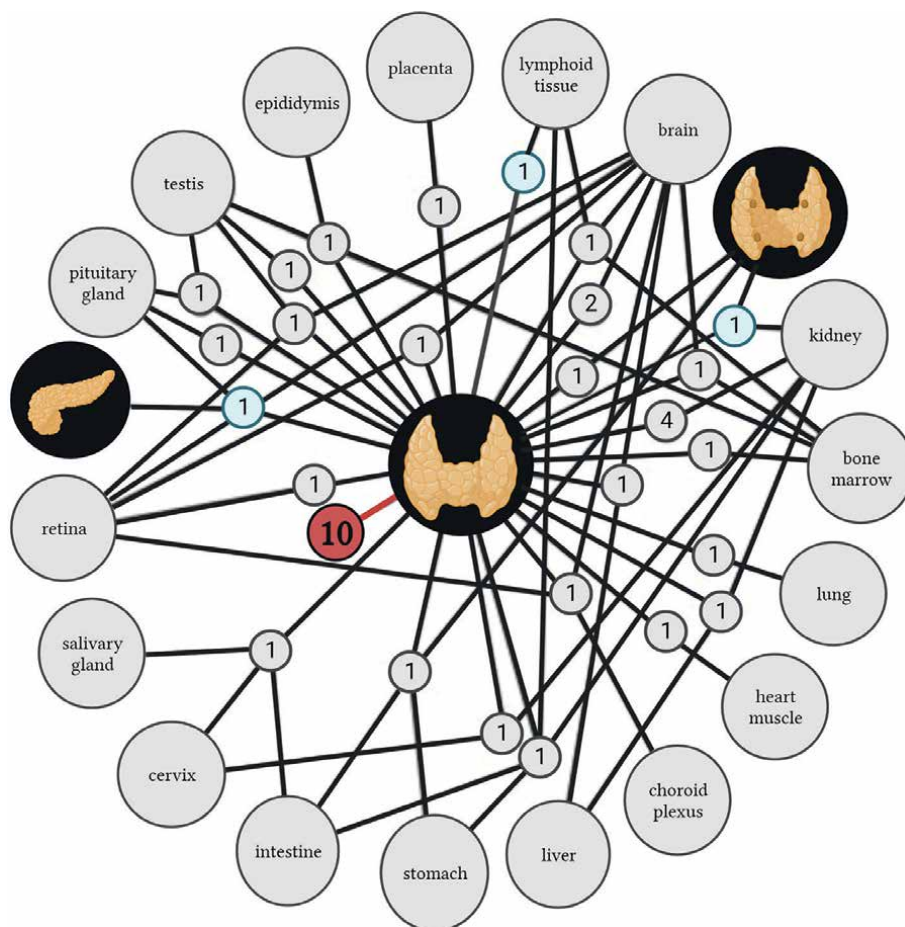 placenta
lymphoid
tissue
epididymis
brain
1
testis
1
1
1
1
pituitary
gland
1
2
1
1
1
kidney
1
1
1
1
1
4
bone
marrow
1
1
1
retina
10
1
lung
1
1
1
salivary
gland
1
1
heart
muscle
1
1
cervix
choroid
plexus
intestine
stomach
liver